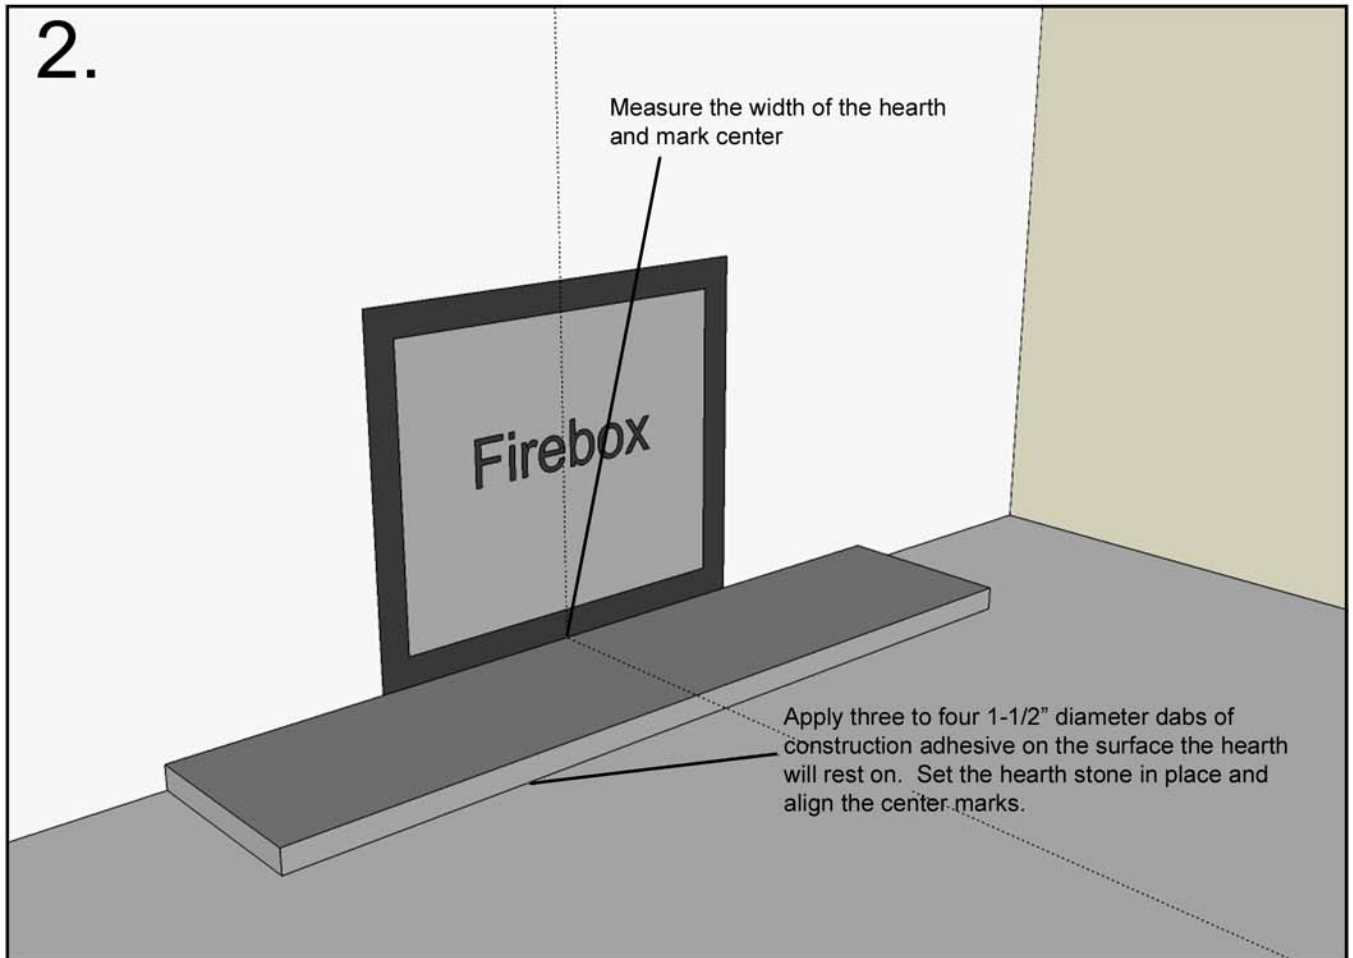 2.
Measure the width of the hearth
and mark center
Firebox
Apply three to four 1-1/2” diameter dabs of
construction adhesive on the surface the hearth
will rest on.  Set the hearth stone in place and
align the center marks.